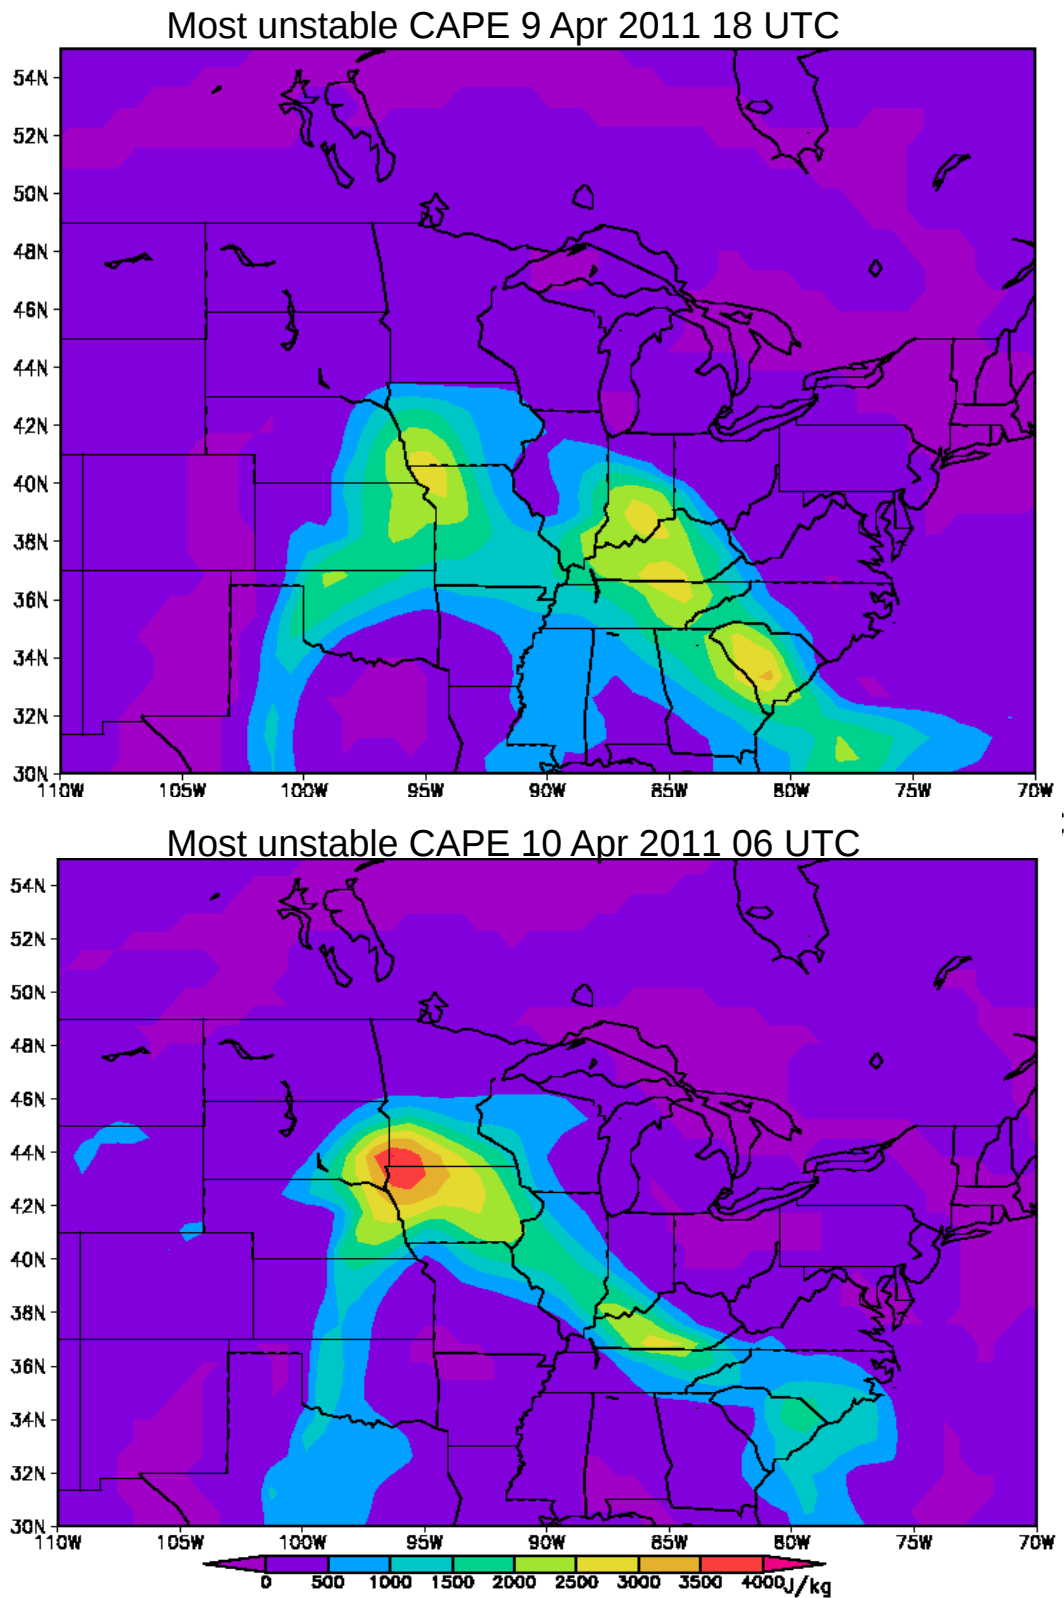 Most unstable CAPE 9 Apr 2011 18 UTC
54N
52N
50N
48N
46N
44N
42N
40N
38N
36N
34N
32N
30N
110W 105W 100W 95W 90W 85W 80W 75W 70W
Most unstable CAPE 10 Apr 2011 06 UTC
54N
52N
50N
48N
46N
44N
42N
40N
38N
36N
34N
32N
30N
110W 105W 100W 95W 90W 85W 80W 75W 70W
0 500 1000 1500 2000 2500 3000 3500 4000 J/kg